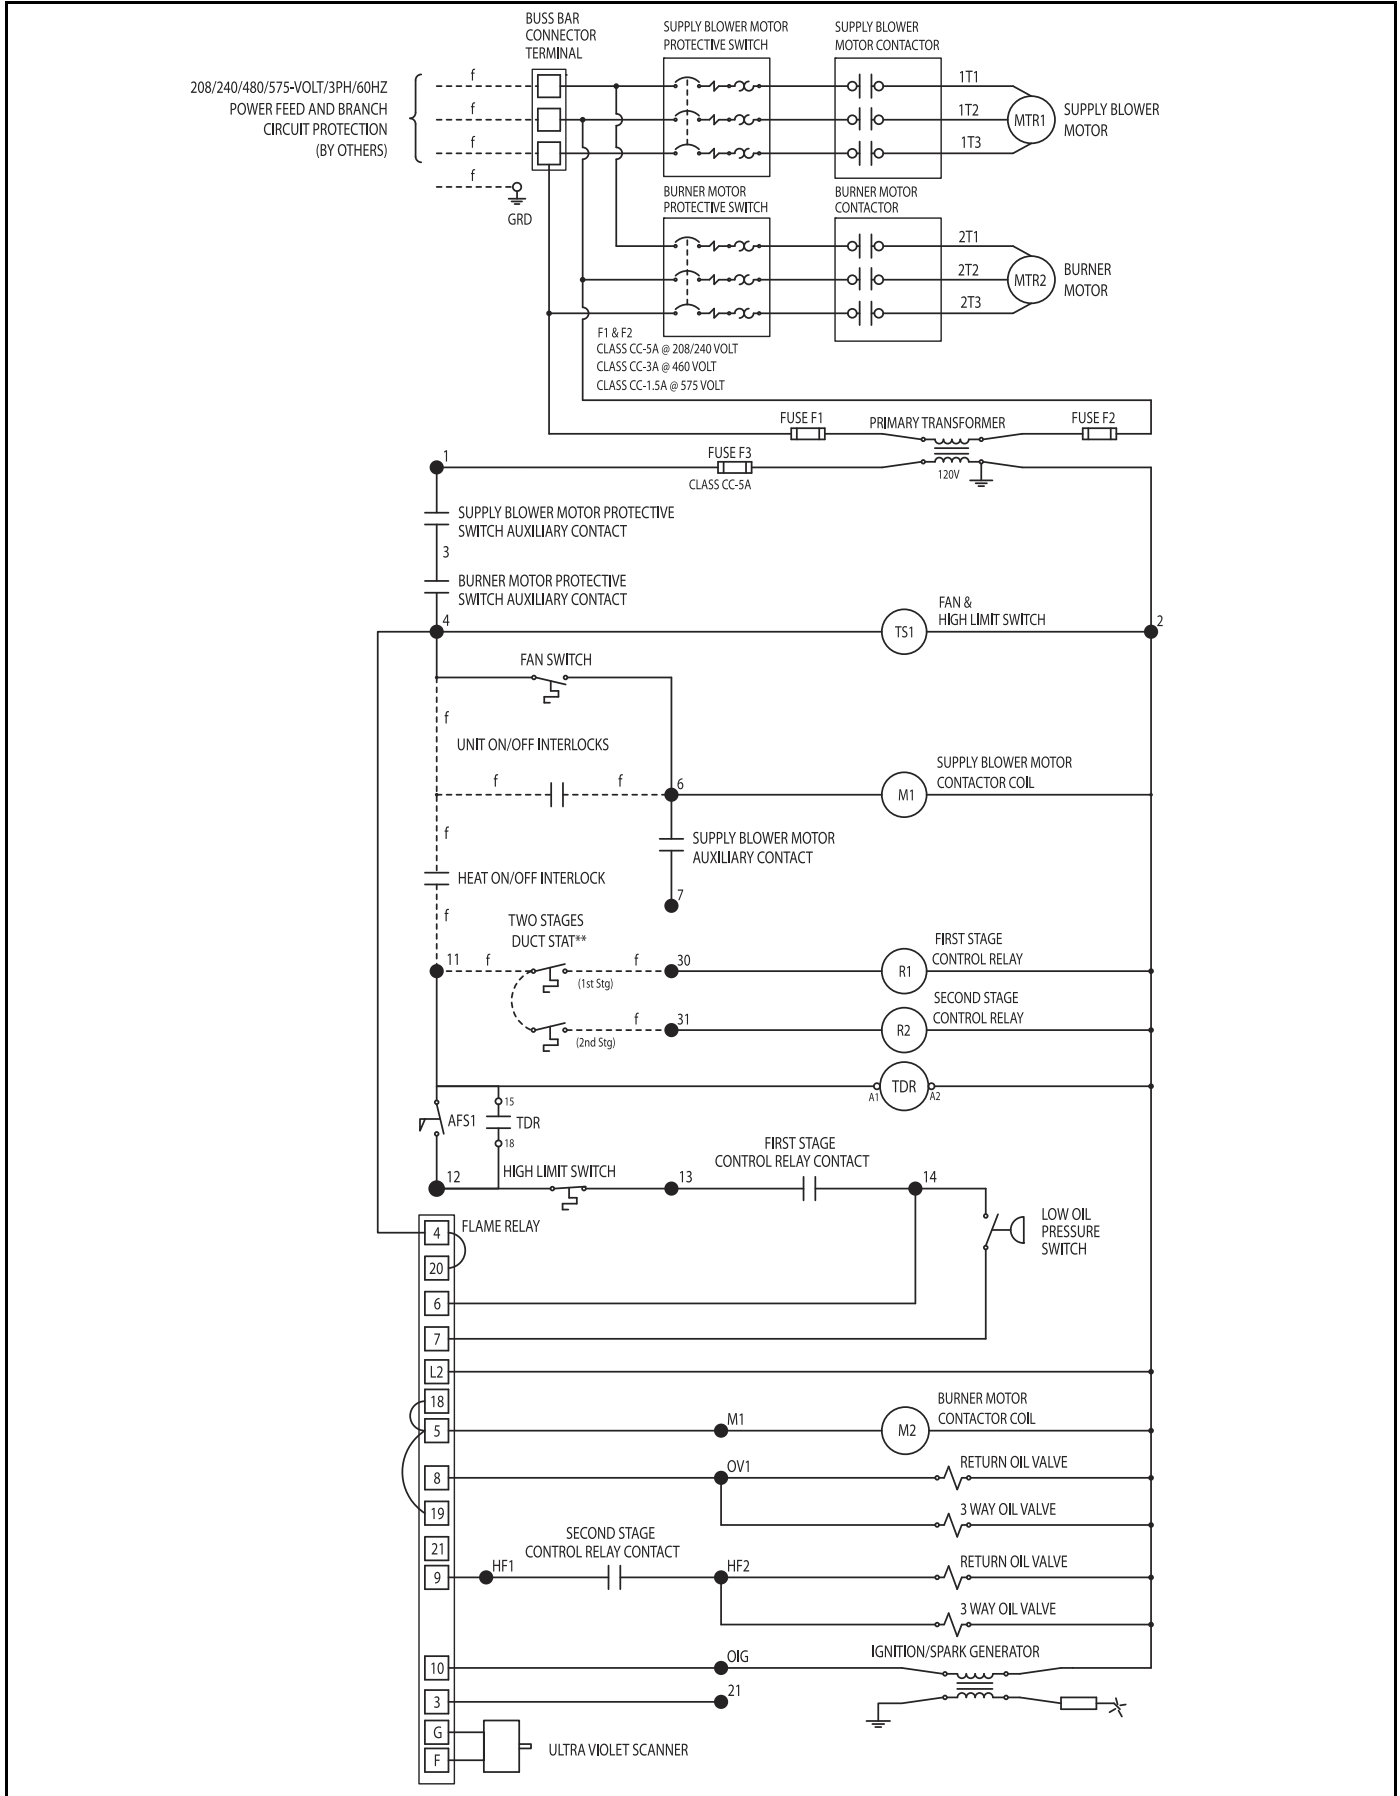 BUSS BAR
CONNECTOR
TERMINAL
SUPPLY BLOWER MOTOR
PROTECTIVE SWITCH
SUPPLY BLOWER
MOTOR CONTACTOR
208/240/480/575-VOLT/3PH/60HZ
POWER FEED AND BRANCH
CIRCUIT PROTECTION
(BY OTHERS)
f
f
f
f
GRD
1T1
1T2
1T3
MTR1
SUPPLY BLOWER
MOTOR
BURNER MOTOR
PROTECTIVE SWITCH
BURNER MOTOR
CONTACTOR
2T1
2T2
2T3
MTR2
BURNER
MOTOR
F1 & F2
CLASS CC-5A @ 208/240 VOLT
CLASS CC-3A @ 460 VOLT
CLASS CC-1.5A @ 575 VOLT
FUSE F1
PRIMARY TRANSFORMER
FUSE F2
1
FUSE F3
CLASS CC-5A
120V
SUPPLY BLOWER MOTOR PROTECTIVE
SWITCH AUXILIARY CONTACT
3
BURNER MOTOR PROTECTIVE
SWITCH AUXILIARY CONTACT
4
TS1
FAN &
HIGH LIMIT SWITCH
2
FAN SWITCH
f
UNIT ON/OFF INTERLOCKS
f
f
6
M1
SUPPLY BLOWER MOTOR
CONTACTOR COIL
f
SUPPLY BLOWER MOTOR
AUXILIARY CONTACT
HEAT ON/OFF INTERLOCK
7
f
TWO STAGES
DUCT STAT**
11
f
f
30
(1st Stg)
R1
FIRST STAGE
CONTROL RELAY
f
31
(2nd Stg)
R2
SECOND STAGE
CONTROL RELAY
A1
TDR
A2
AFS1
15
TDR
18
12
HIGH LIMIT SWITCH
13
FIRST STAGE
CONTROL RELAY CONTACT
14
LOW OIL
PRESSURE
SWITCH
4
FLAME RELAY
20
6
7
L2
18
5
M1
M2
BURNER MOTOR
CONTACTOR COIL
8
OV1
RETURN OIL VALVE
19
3 WAY OIL VALVE
21
SECOND STAGE
CONTROL RELAY CONTACT
9
HF1
HF2
RETURN OIL VALVE
3 WAY OIL VALVE
10
OIG
IGNITION/SPARK GENERATOR
3
21
G
F
ULTRA VIOLET SCANNER